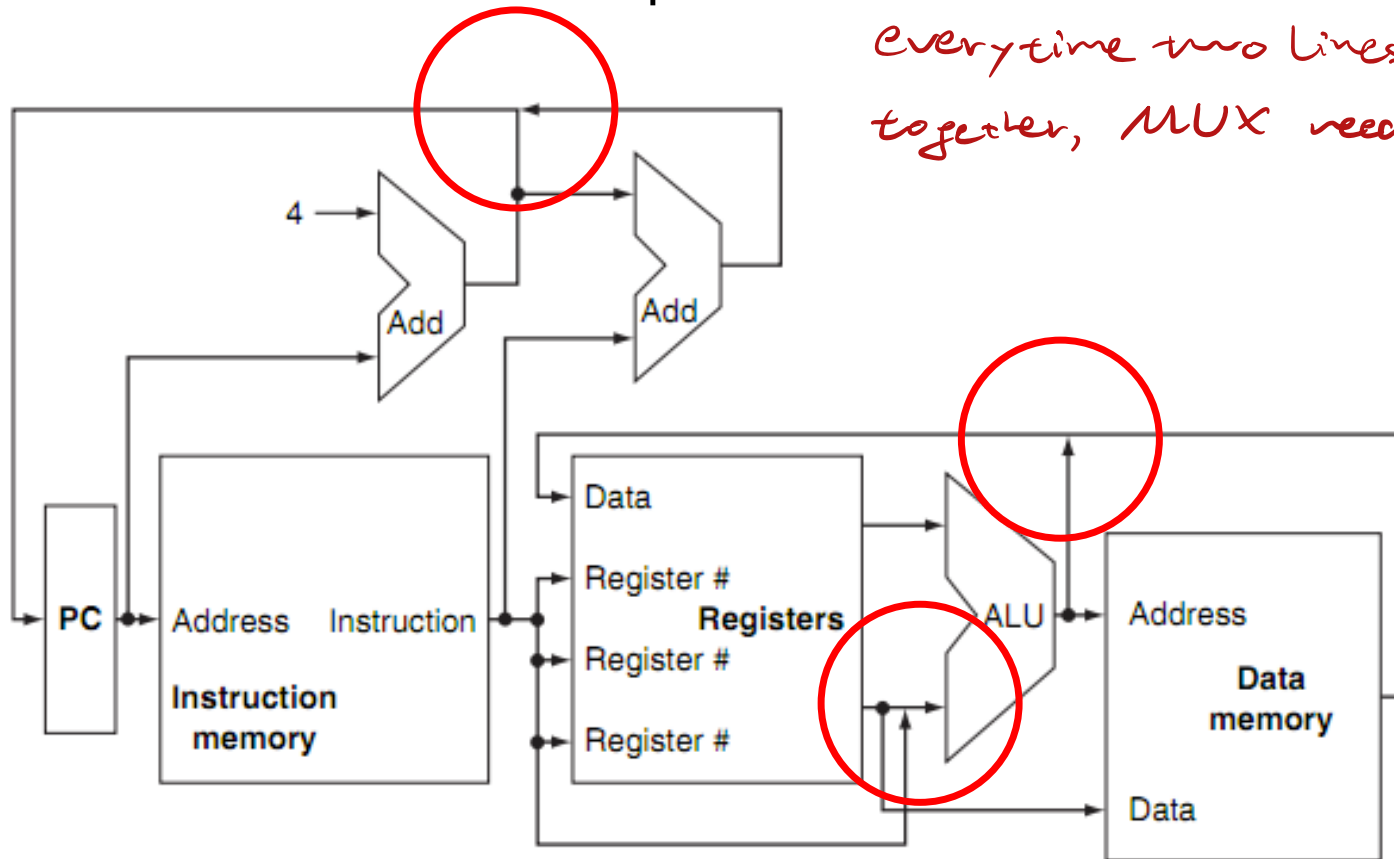 everytime two Lines
together, MUX need
4
Add
Add
Data
Register #
PC
Address Instruction
Registers
ALU
Address
Register #
Instruction
memory
Data
memory
Register #
Data